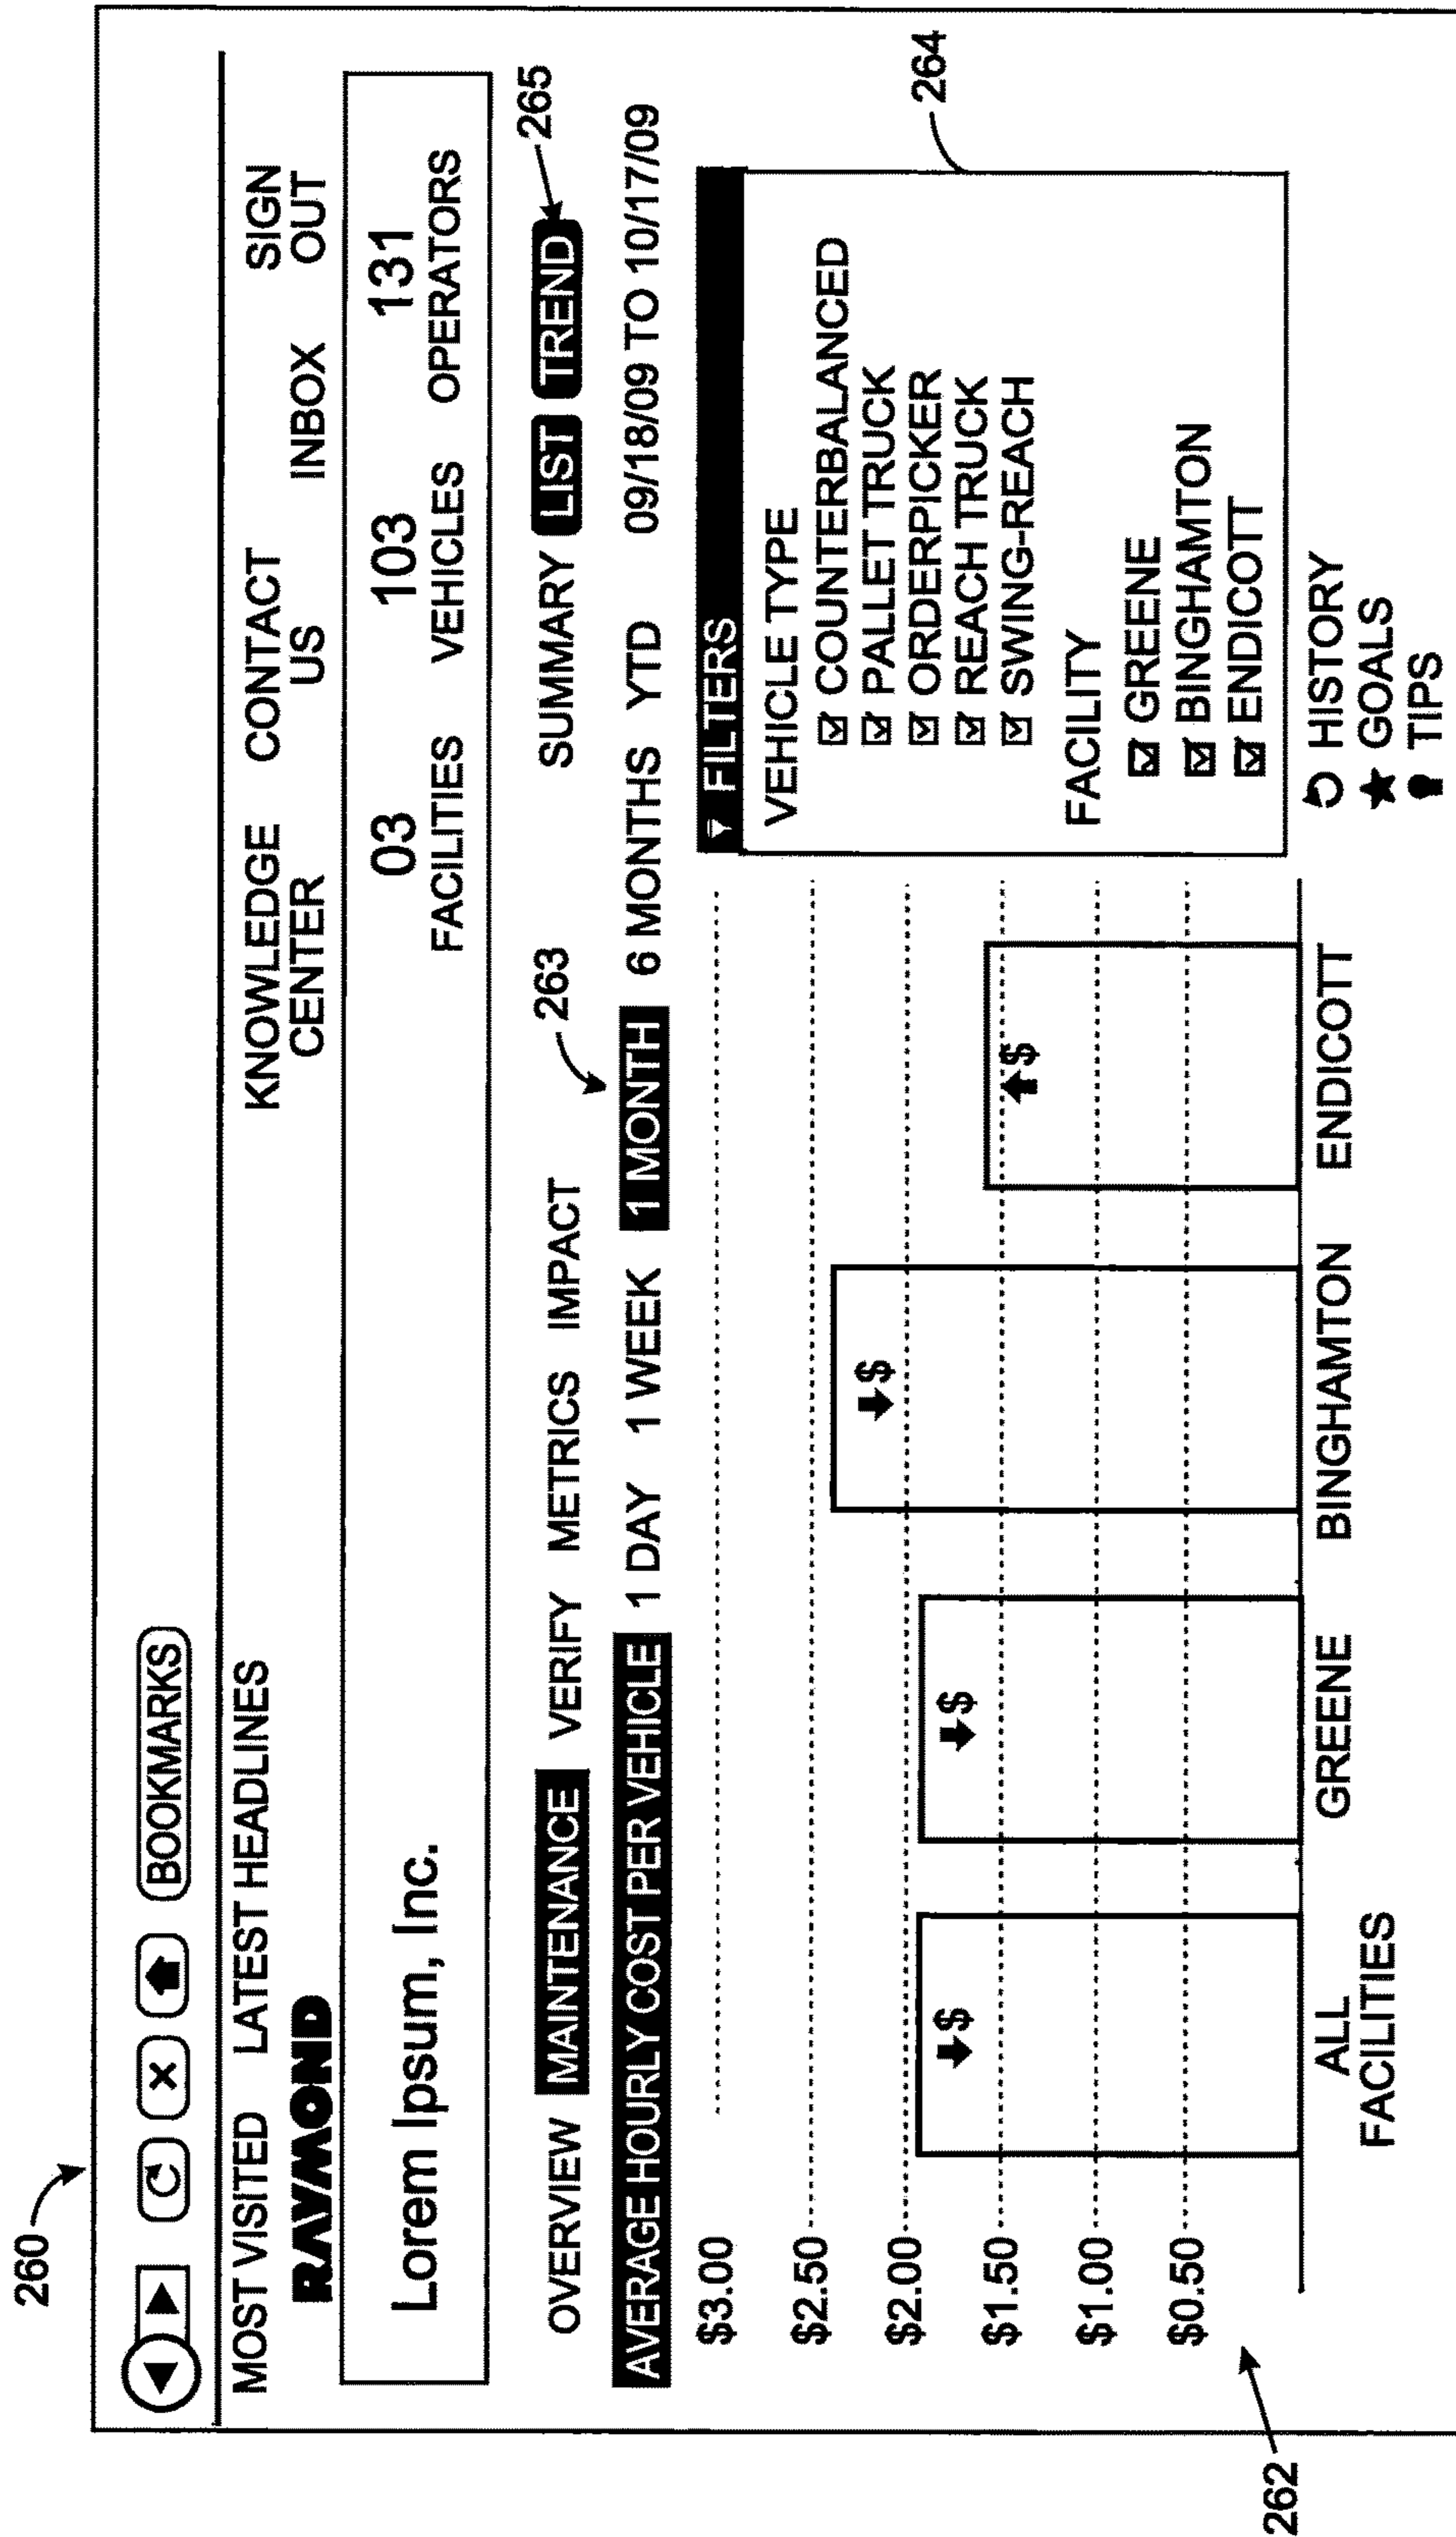 260
BOOKMARKS
MOST VISITED LATEST HEADLINES
RAYMOND
KNOWLEDGE CENTER
CONTACT US
INBOX
SIGN OUT
Lorem Ipsum, Inc.
03 FACILITIES
103 VEHICLES
131 OPERATORS
OVERVIEW MAINTENANCE VERIFY METRICS IMPACT
263
SUMMARY LIST TREND
265
AVERAGE HOURLY COST PER VEHICLE 1 DAY 1 WEEK 1 MONTH 6 MONTHS YTD 09/18/09 TO 10/17/09
$3.00
$2.50
$2.00
$1.50
$1.00
$0.50
$
$
$
$
ALL FACILITIES
GREENE
BINGHAMTON
ENDICOTT
262
FILTERS
VEHICLE TYPE
COUNTERBALANCED
PALLET TRUCK
ORDERPICKER
REACH TRUCK
SWING-REACH
FACILITY
GREENE
BINGHAMTON
ENDICOTT
264
HISTORY
GOALS
TIPS